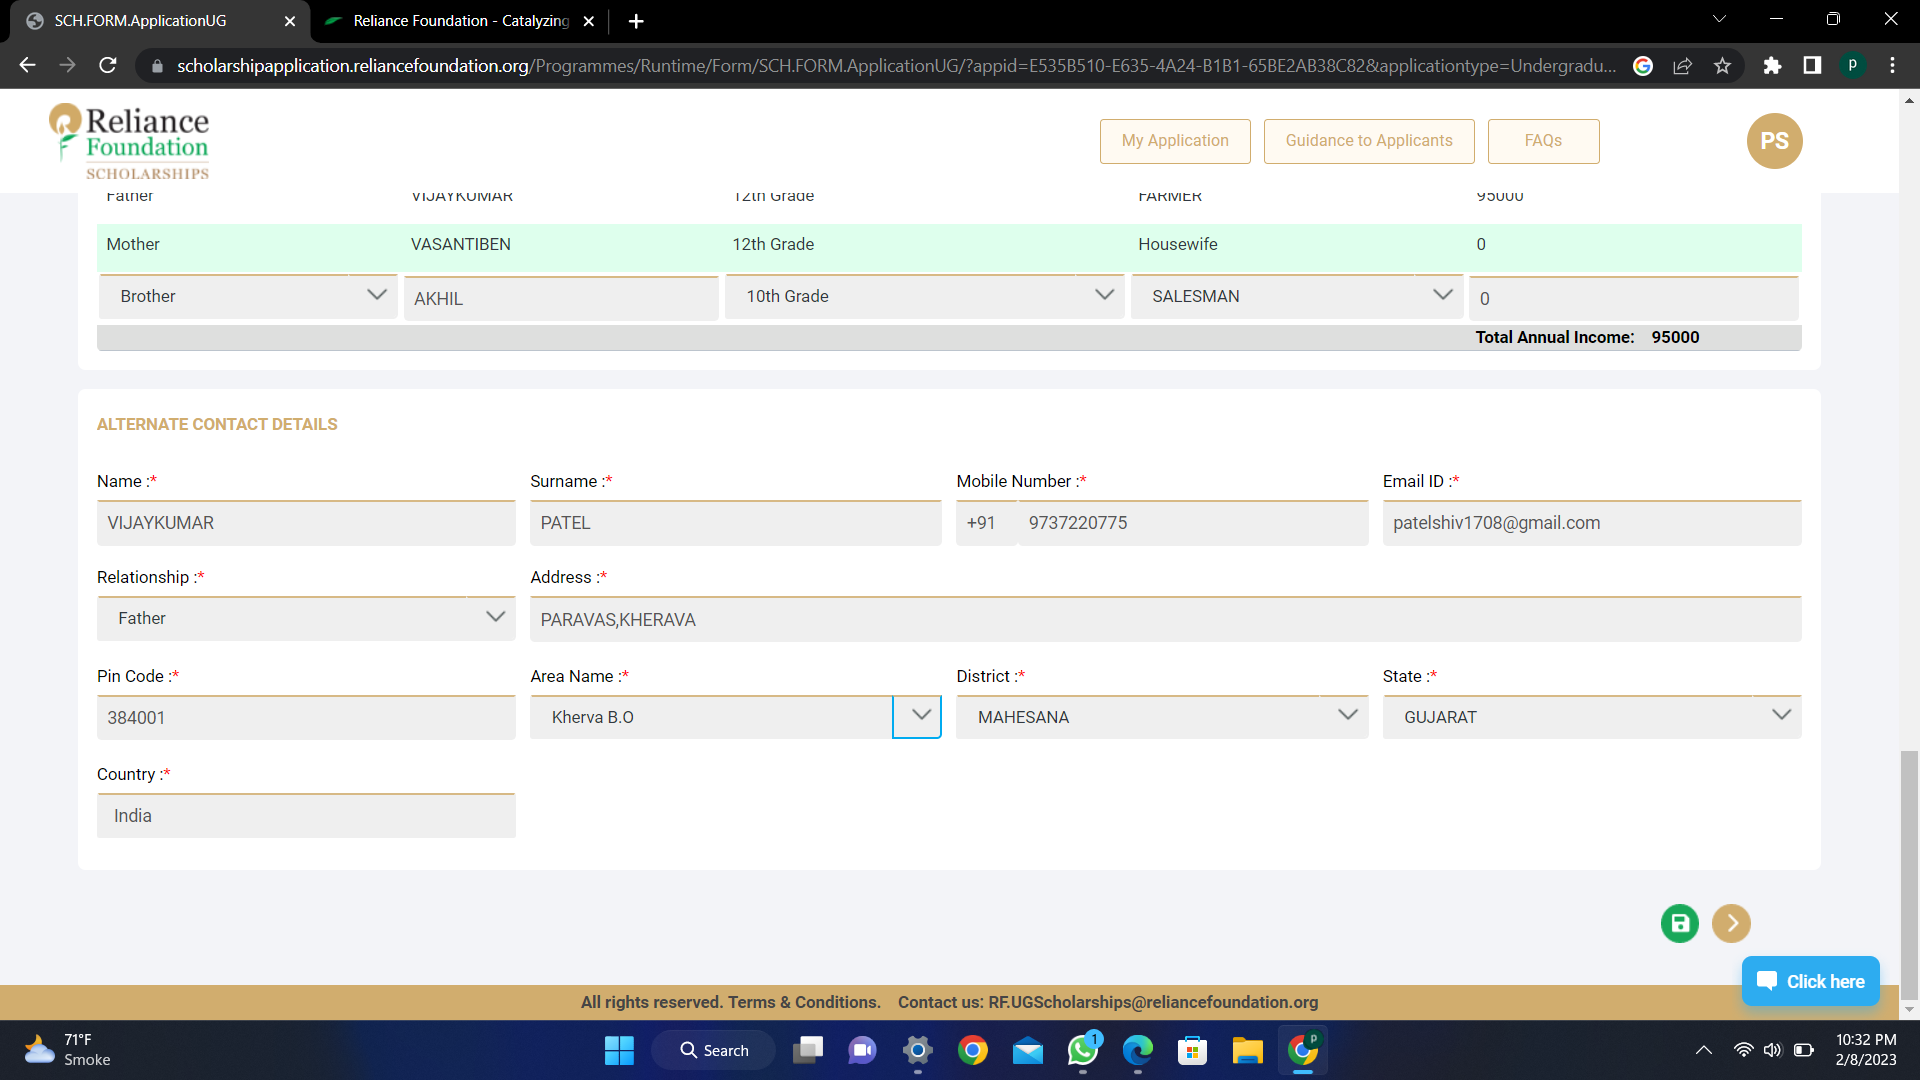 SCH.FORM.ApplicationUG
Reliance Foundation - Catalyzing
scholarshipapplication.reliancefoundation.org/Programmes/Runtime/Form/SCH.FORM.ApplicationUG/?appid=E535B510-E635-4A24-B1B1-65BE2AB38C82&applicationtype=Undergradu...
P
Reliance
Foundation
SCHOLARSHIPS
My Application
Guidance to Applicants
FAQs
PS
Father VIJAYKUMAR 12th Grade FARMER 95000
Mother VASANTIBEN 12th Grade Housewife 0
Brother AKHIL 10th Grade SALESMAN 0
Total Annual Income: 95000
ALTERNATE CONTACT DETAILS
Name :* Surname :* Mobile Number :* Email ID :*
VIJAYKUMAR PATEL +91 9737220775 patelshiv1708@gmail.com
Relationship :* Address :*
Father PARAVAS,KHERAVA
Pin Code :* Area Name :* District :* State :*
384001 Kherva B.O MAHESANA GUJARAT
Country :*
India
Click here
All rights reserved. Terms & Conditions. Contact us: RF.UGScholarships@reliancefoundation.org
71°F
Smoke
Search
1
P
10:32 PM
2/8/2023